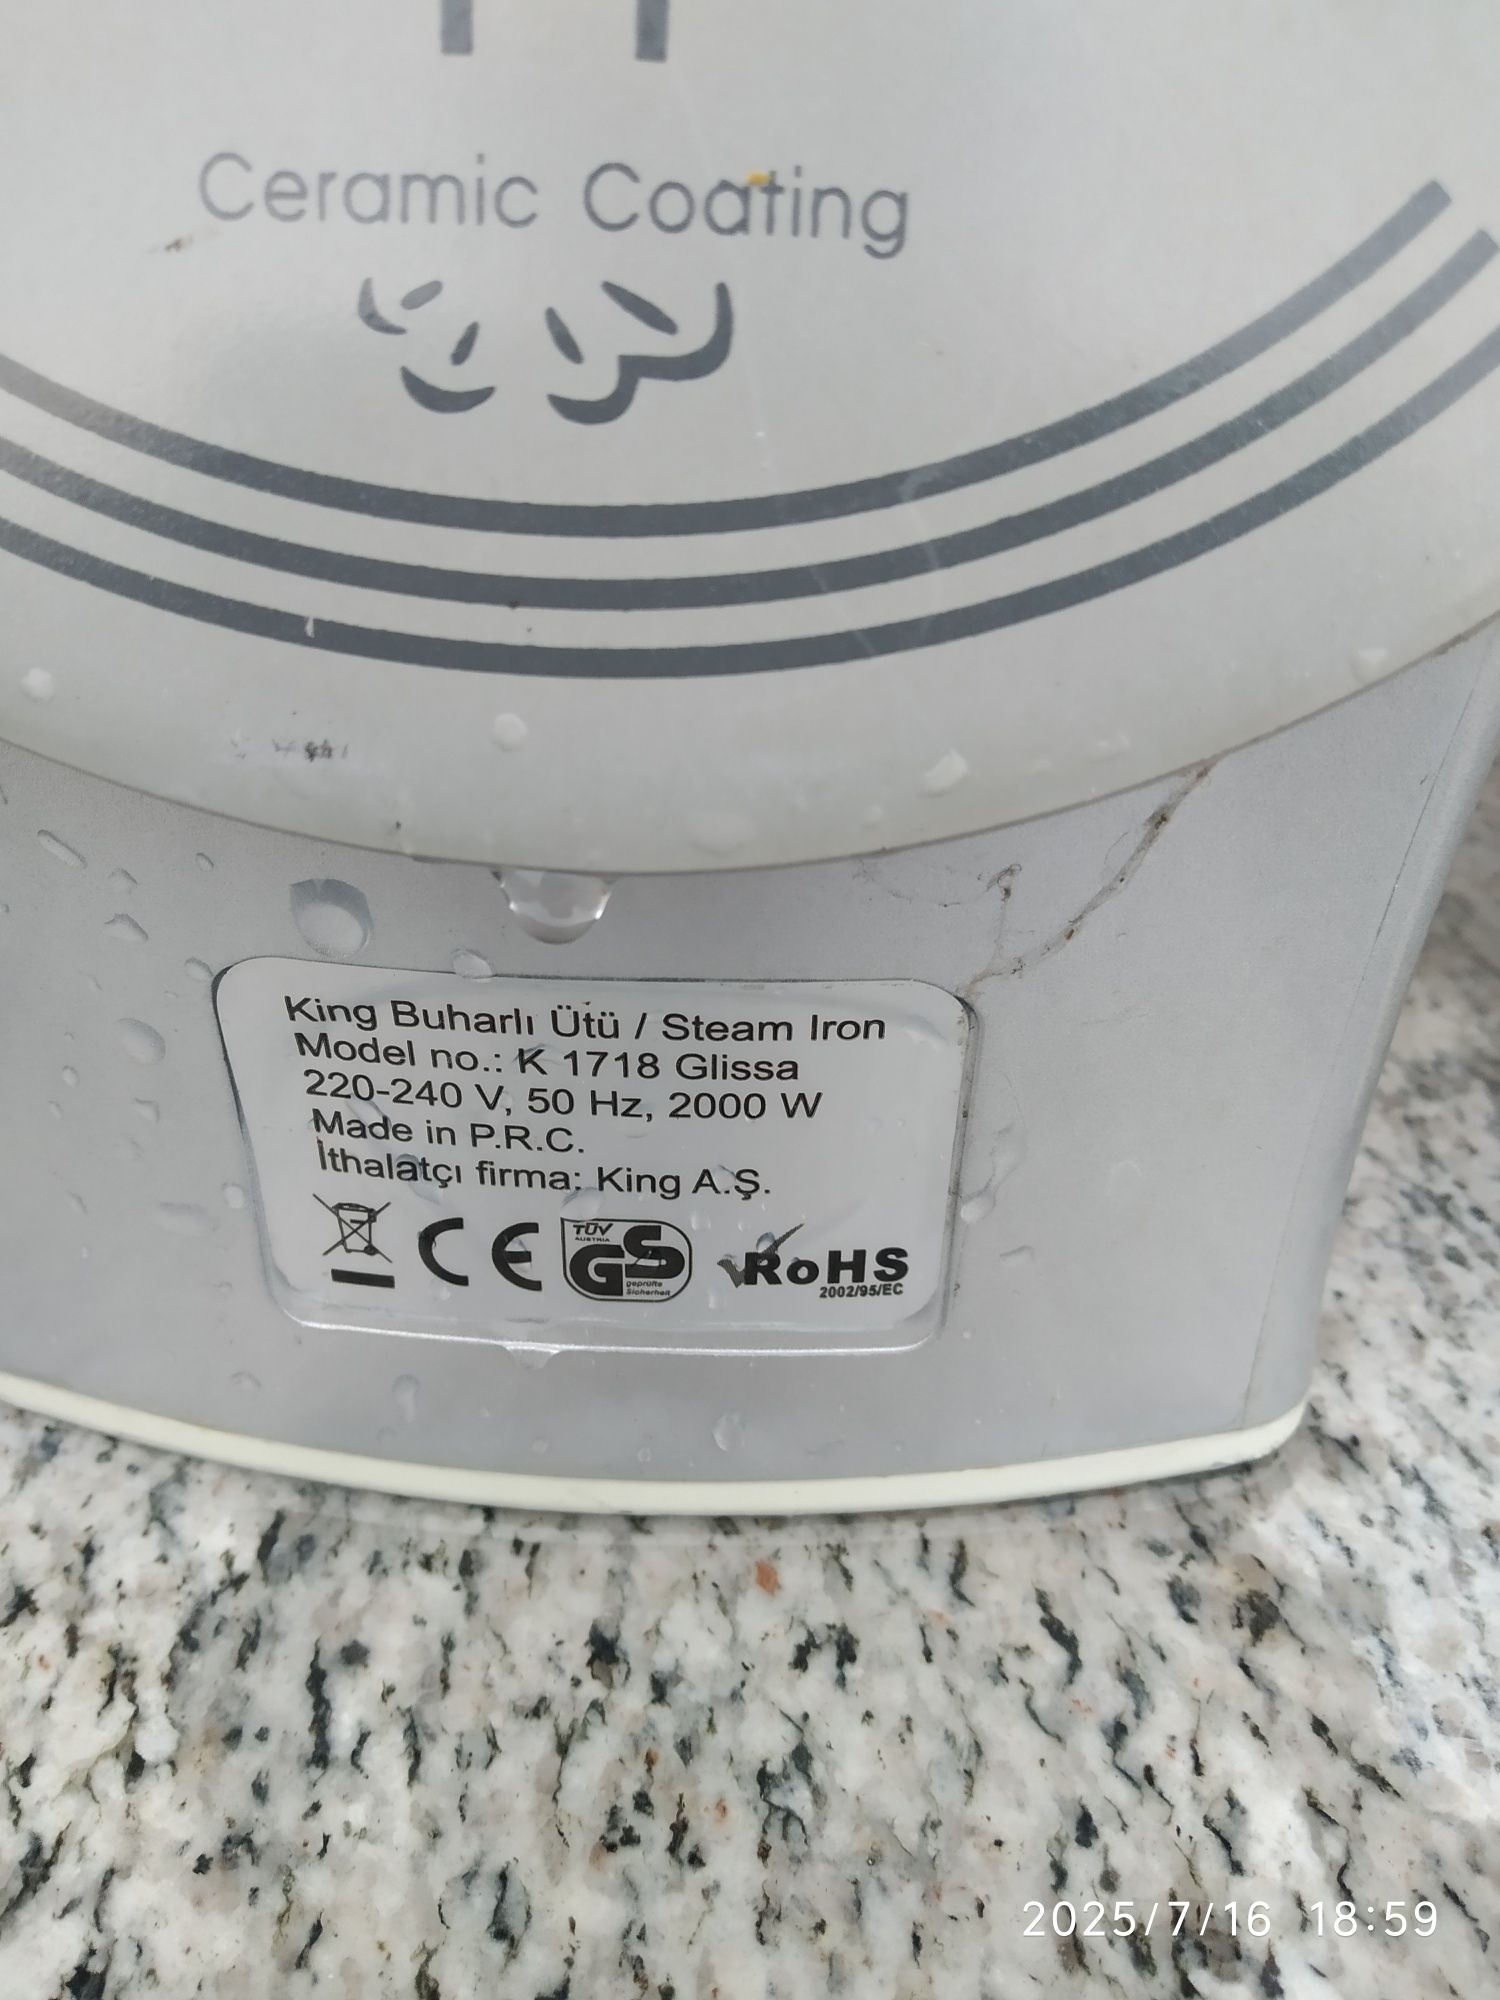 Ceramic Coating
King Buharlı Ütü / Steam Iron
Model no.: K 1718 Glissa
220-240 V, 50 Hz, 2000 W
Made in P.R.C.
İthalatçı firma: King A.Ş.
CE TÜV AUSTRIA GS geprüfte Sicherheit RoHS
2002/95/EC
2025/7/16 18:59